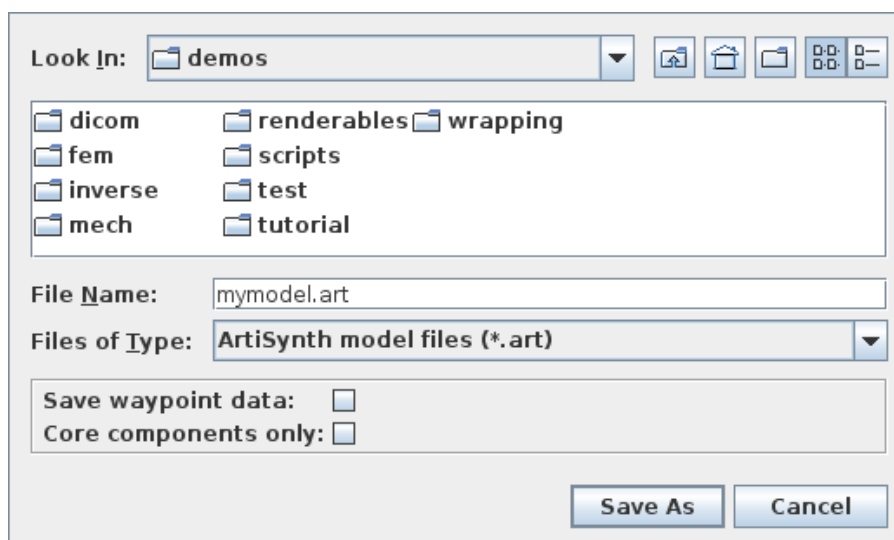 Look In: demos
dicom renderables wrapping
fem scripts
inverse test
mech tutorial
File Name: mymodel.art
Files of Type: ArtiSynth model files (*.art)
Save waypoint data:
Core components only:
Save As Cancel